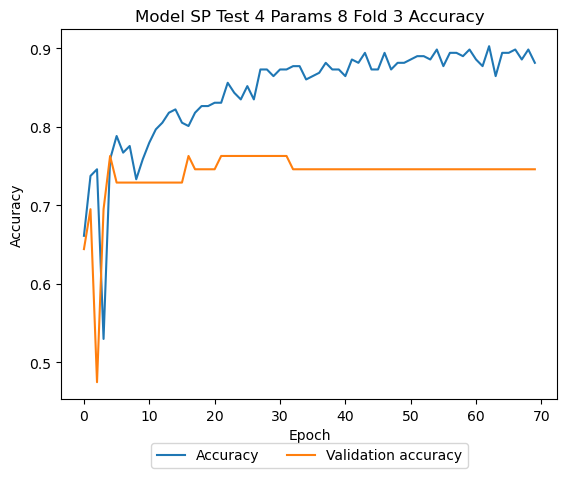 Model SP Test 4 Params 8 Fold 3 Accuracy
0.9
0.8
0.7
0.6
0.5
Accuracy
0 10 20 30 40 50 60 70
Epoch
Accuracy Validation accuracy